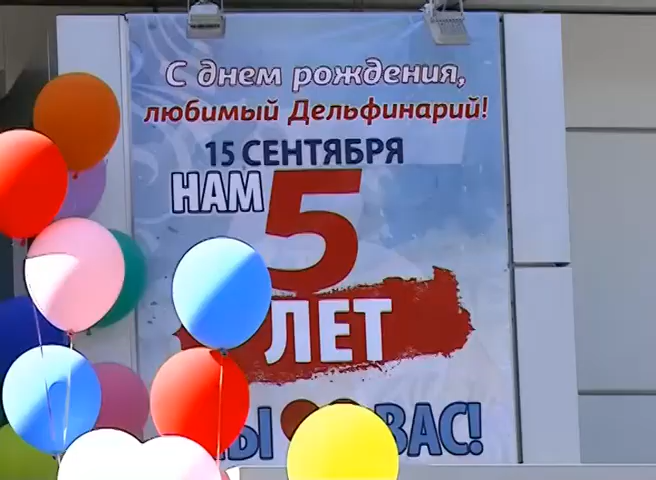 С днем рождения,
любимый Дельфинарий!
15 СЕНТЯБРЯ
НАМ 5
ЛЕТ
ВАС!